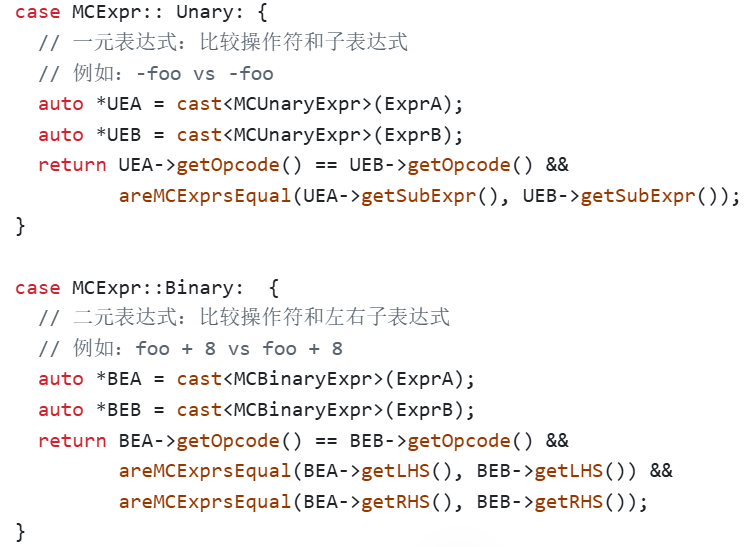 case MCExpr:: Unary: {
  // 一元表达式：比较操作符和子表达式
  // 例如：-foo vs -foo
  auto *UEA = cast<MCUnaryExpr>(ExprA);
  auto *UEB = cast<MCUnaryExpr>(ExprB);
  return UEA->getOpcode() == UEB->getOpcode() &&
         areMCExprsEqual(UEA->getSubExpr(), UEB->getSubExpr());
}

case MCExpr::Binary:  {
  // 二元表达式：比较操作符和左右子表达式
  // 例如：foo + 8 vs foo + 8
  auto *BEA = cast<MCBinaryExpr>(ExprA);
  auto *BEB = cast<MCBinaryExpr>(ExprB);
  return BEA->getOpcode() == BEB->getOpcode() &&
         areMCExprsEqual(BEA->getLHS(), BEB->getLHS()) &&
         areMCExprsEqual(BEA->getRHS(), BEB->getRHS());
}